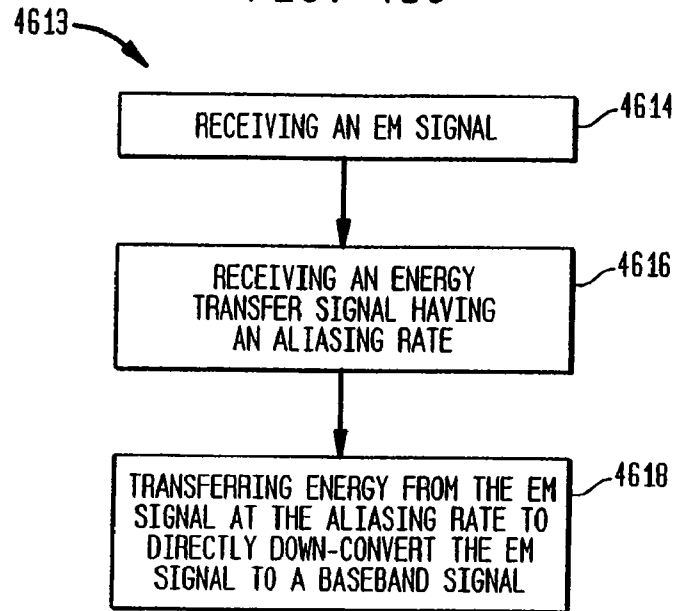 4613
RECEIVING AN EM SIGNAL
4614
RECEIVING AN ENERGY
TRANSFER SIGNAL HAVING
AN ALIASING RATE
4616
TRANSFERRING ENERGY FROM THE EM
SIGNAL AT THE ALIASING RATE TO
DIRECTLY DOWN-CONVERT THE EM
SIGNAL TO A BASEBAND SIGNAL
4618